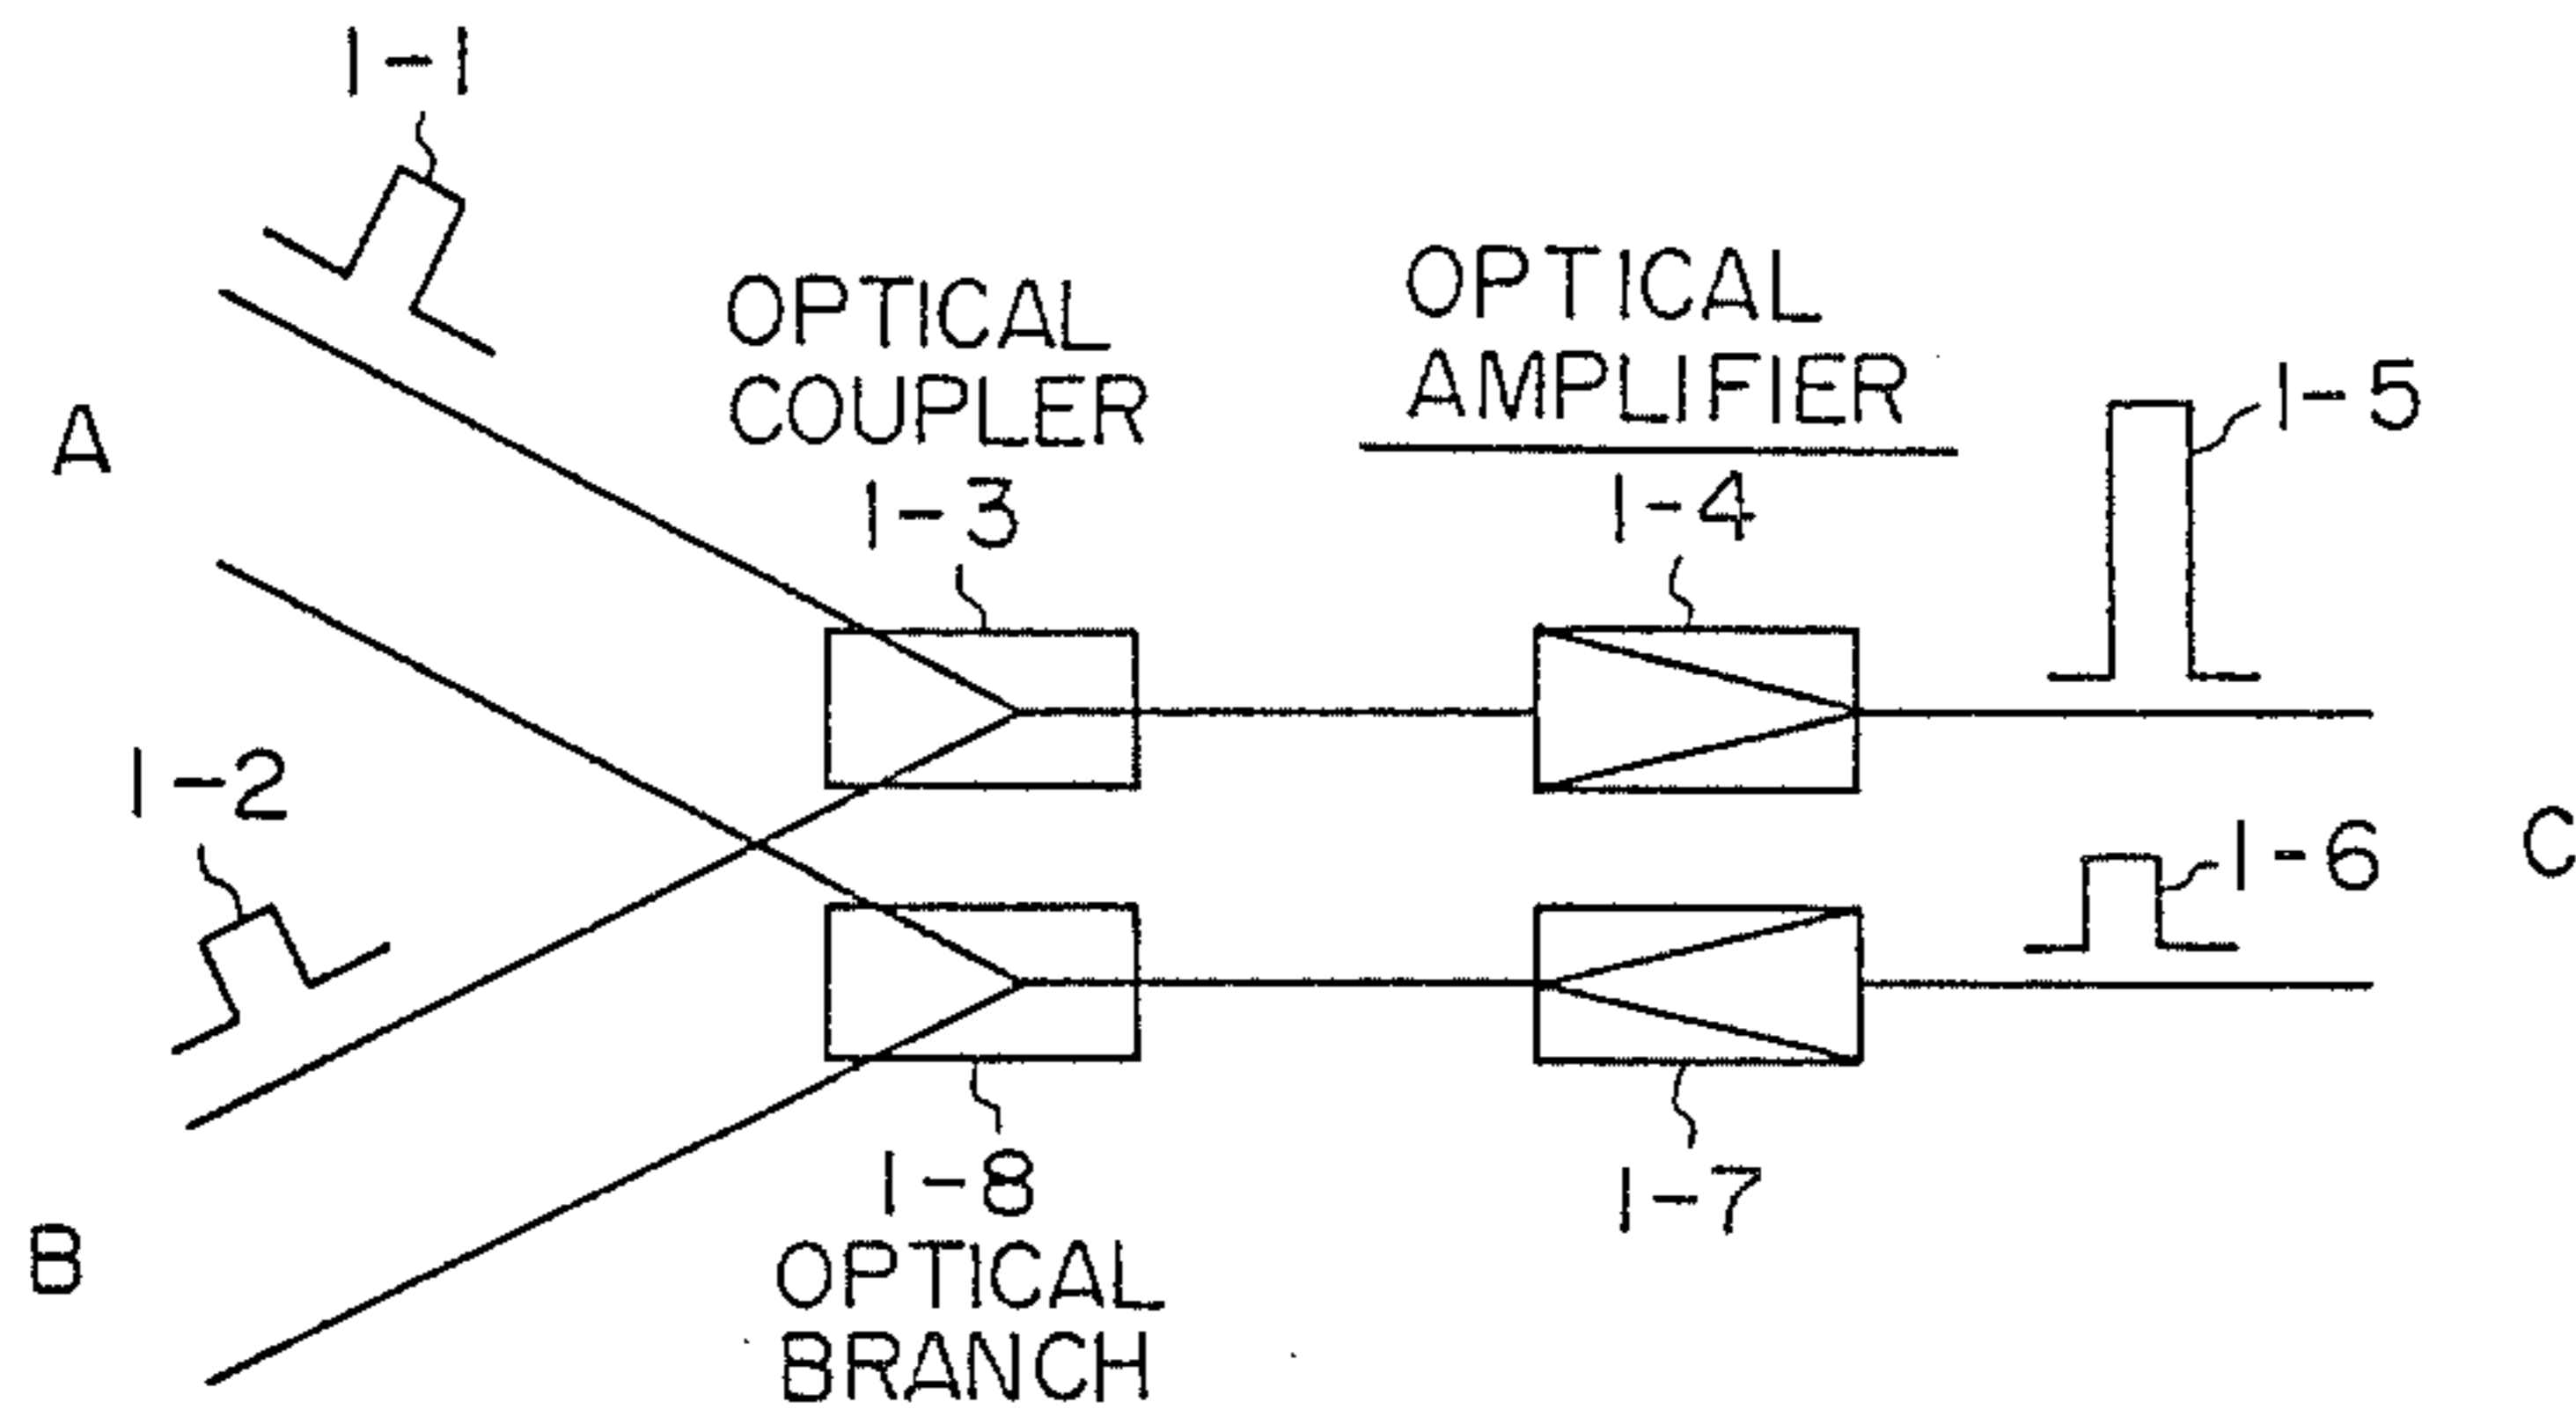 1-1
OPTICAL
COUPLER
1-3
OPTICAL
AMPLIFIER
1-4
1-5
A
1-2
1-6
C
B
1-8
OPTICAL
BRANCH
1-7